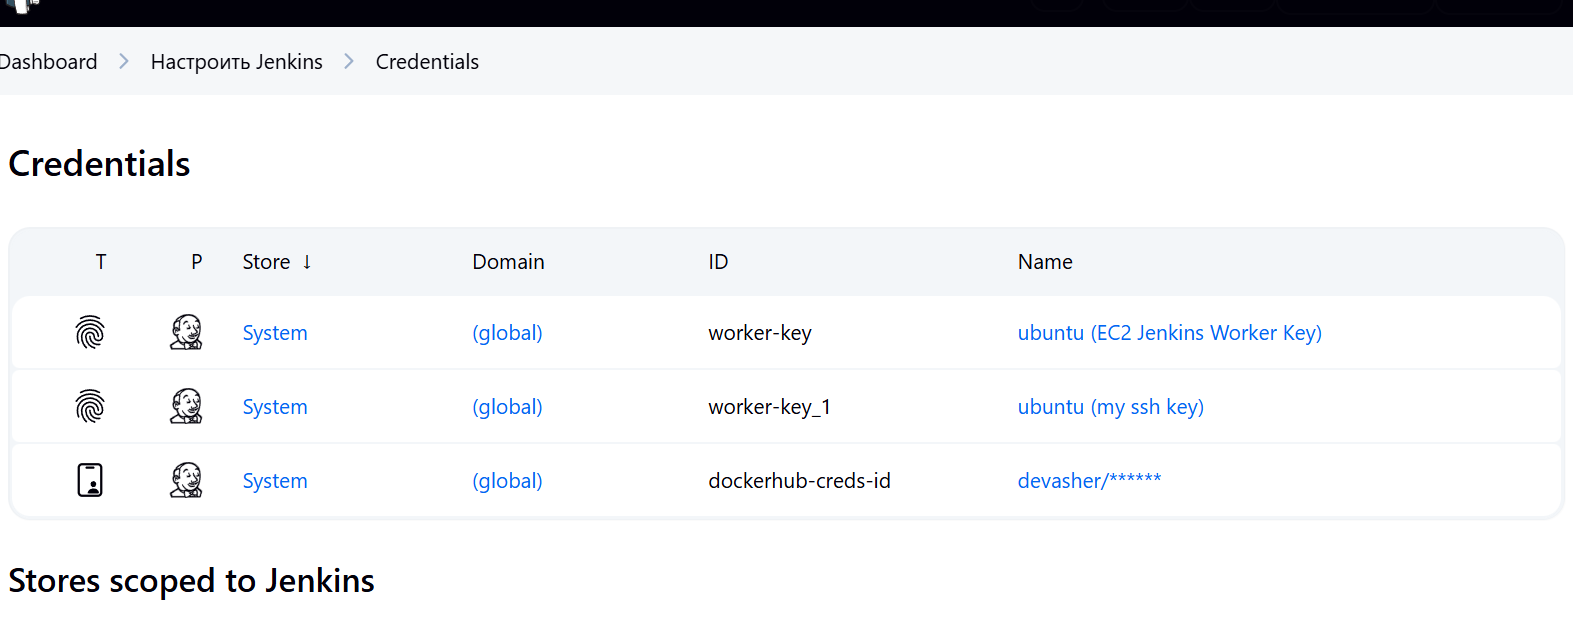 Dashboard > Настроить Jenkins > Credentials
Credentials
T P Store ↓ Domain ID Name
System (global) worker-key ubuntu (EC2 Jenkins Worker Key)
System (global) worker-key_1 ubuntu (my ssh key)
System (global) dockerhub-creds-id devasher/******
Stores scoped to Jenkins